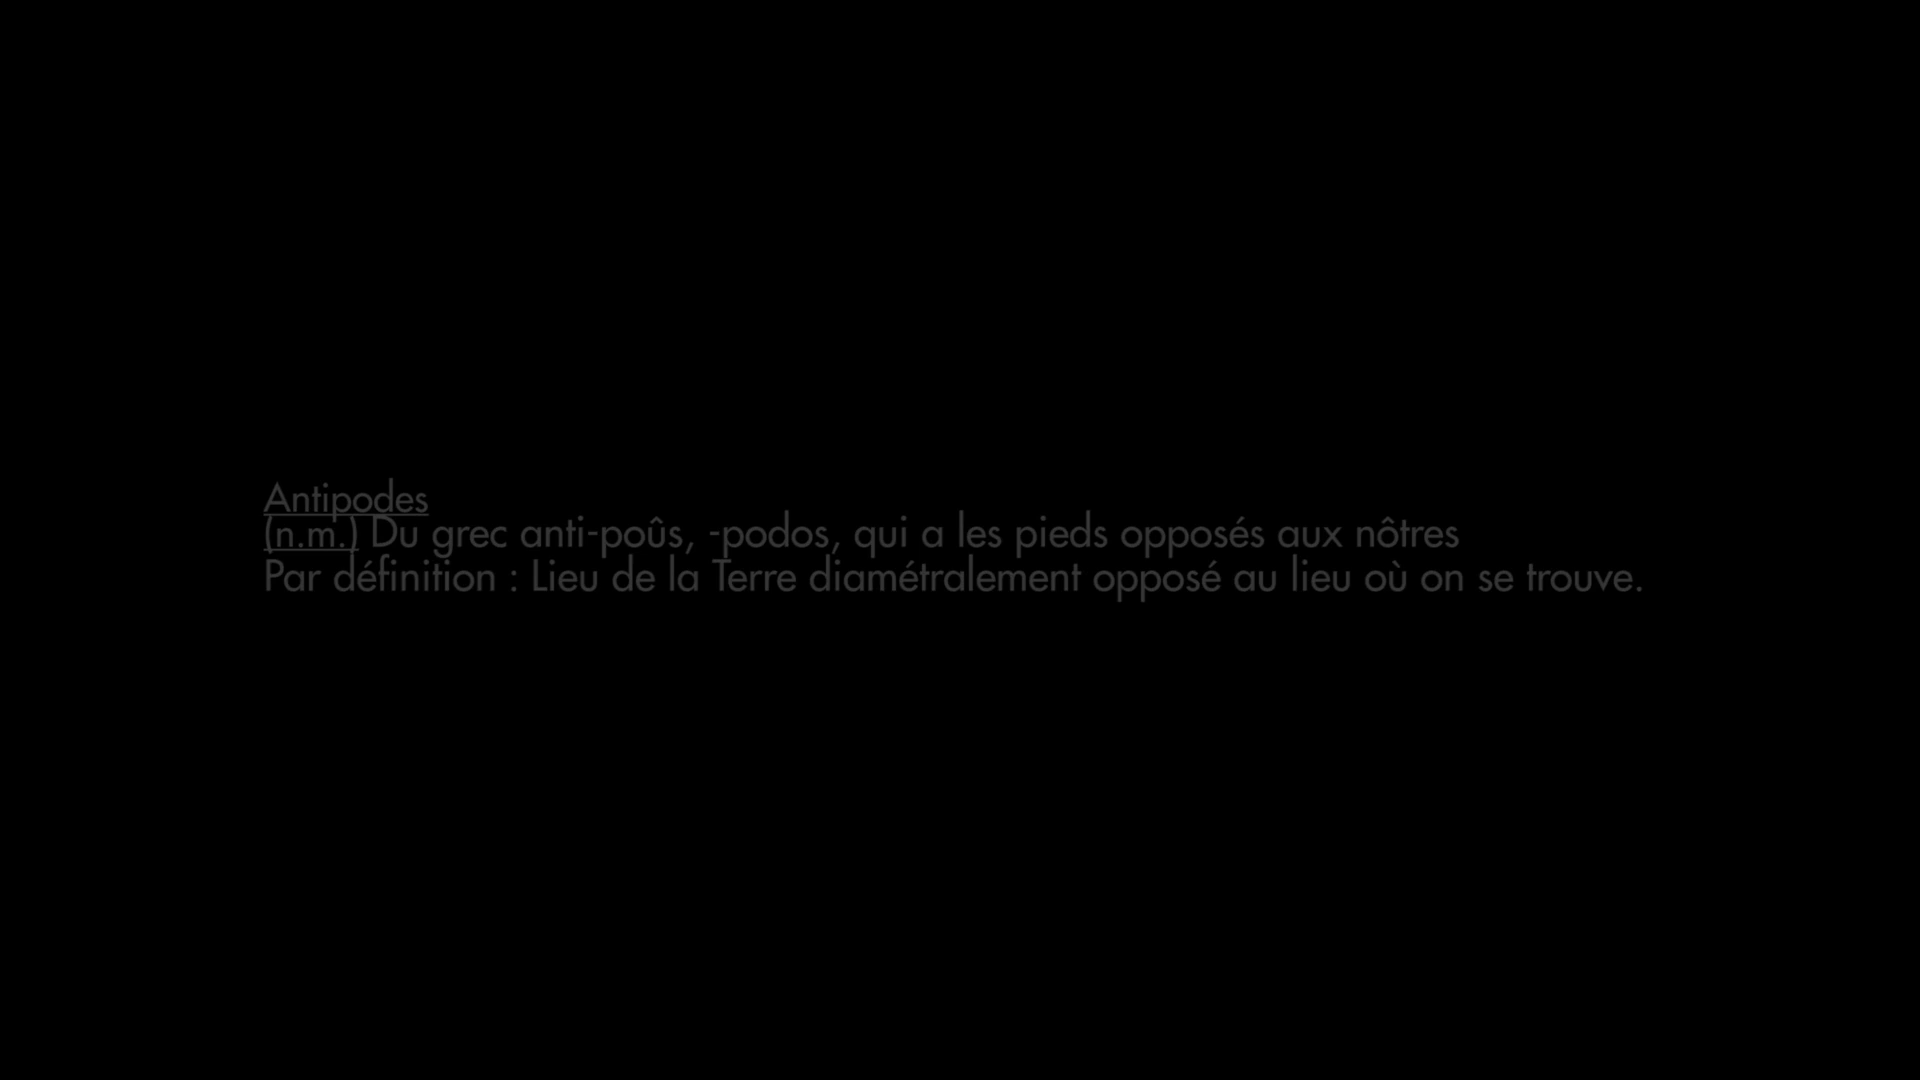 Antipodes
(n.m.) Du grec anti-poûs, -podos, qui a les pieds opposés aux nôtres
Par définition : Lieu de la Terre diamétralement opposé au lieu où on se trouve.